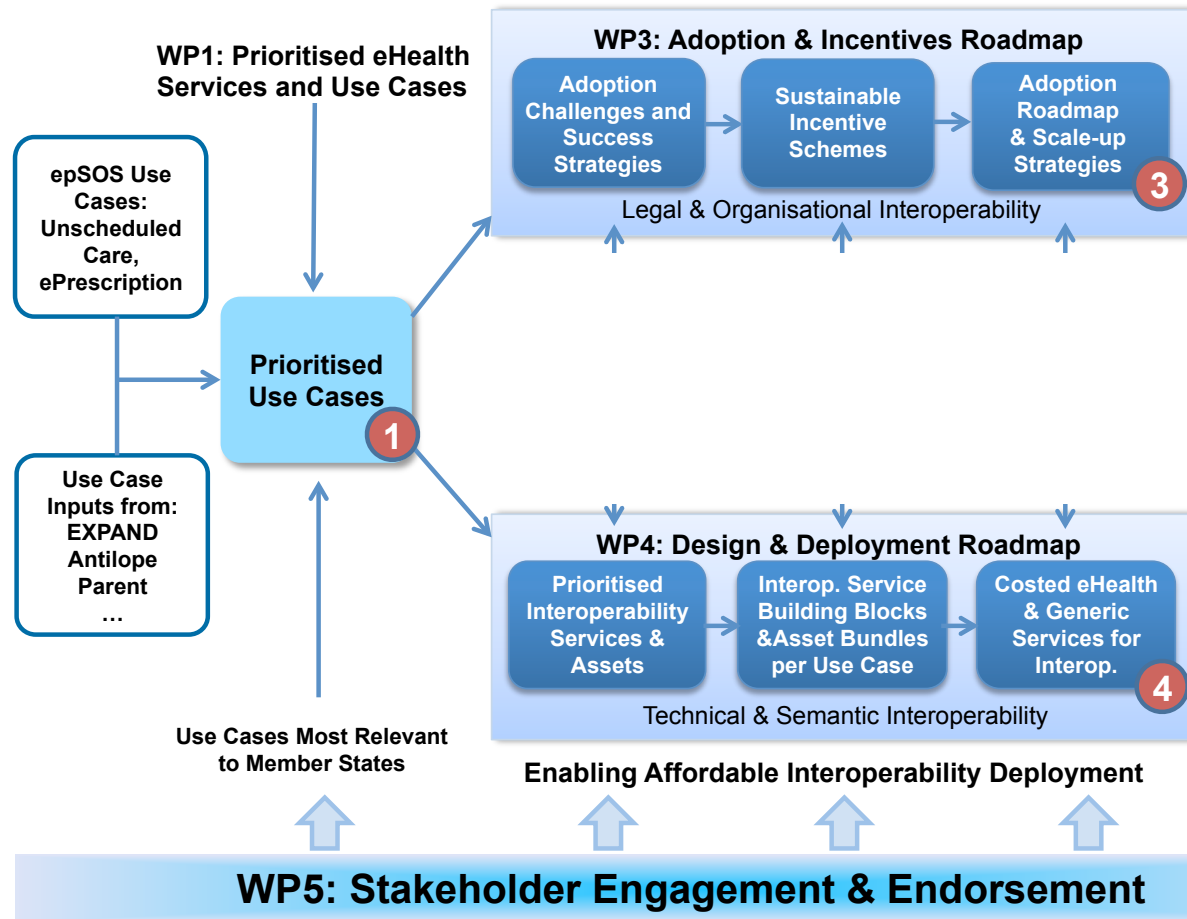 WP1: Prioritised eHealth
Services and Use Cases
epSOS Use
Cases:
Unscheduled
Care,
ePrescription
Use Case
Inputs from:
EXPAND
Antilope
Parent
…
Prioritised
Use Cases
1
Use Cases Most Relevant
to Member States
WP3: Adoption & Incentives Roadmap
Adoption
Challenges and
Success
Strategies
Sustainable
Incentive
Schemes
Adoption
Roadmap
& Scale-up
Strategies
3
Legal & Organisational Interoperability
WP4: Design & Deployment Roadmap
Prioritised
Interoperability
Services &
Assets
Interop. Service
Building Blocks
&Asset Bundles
per Use Case
Costed eHealth
& Generic
Services for
Interop.
4
Technical & Semantic Interoperability
Enabling Affordable Interoperability Deployment
WP5: Stakeholder Engagement & Endorsement